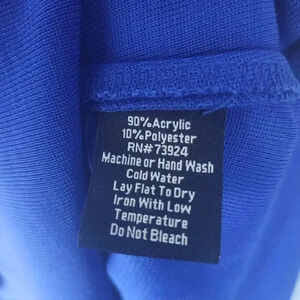 90%Acrylic
10%Polyester
RN#73924
Machine or Hand Wash
Cold Water
Lay Flat To Dry
Iron With Low
Temperature
Do Not Bleach